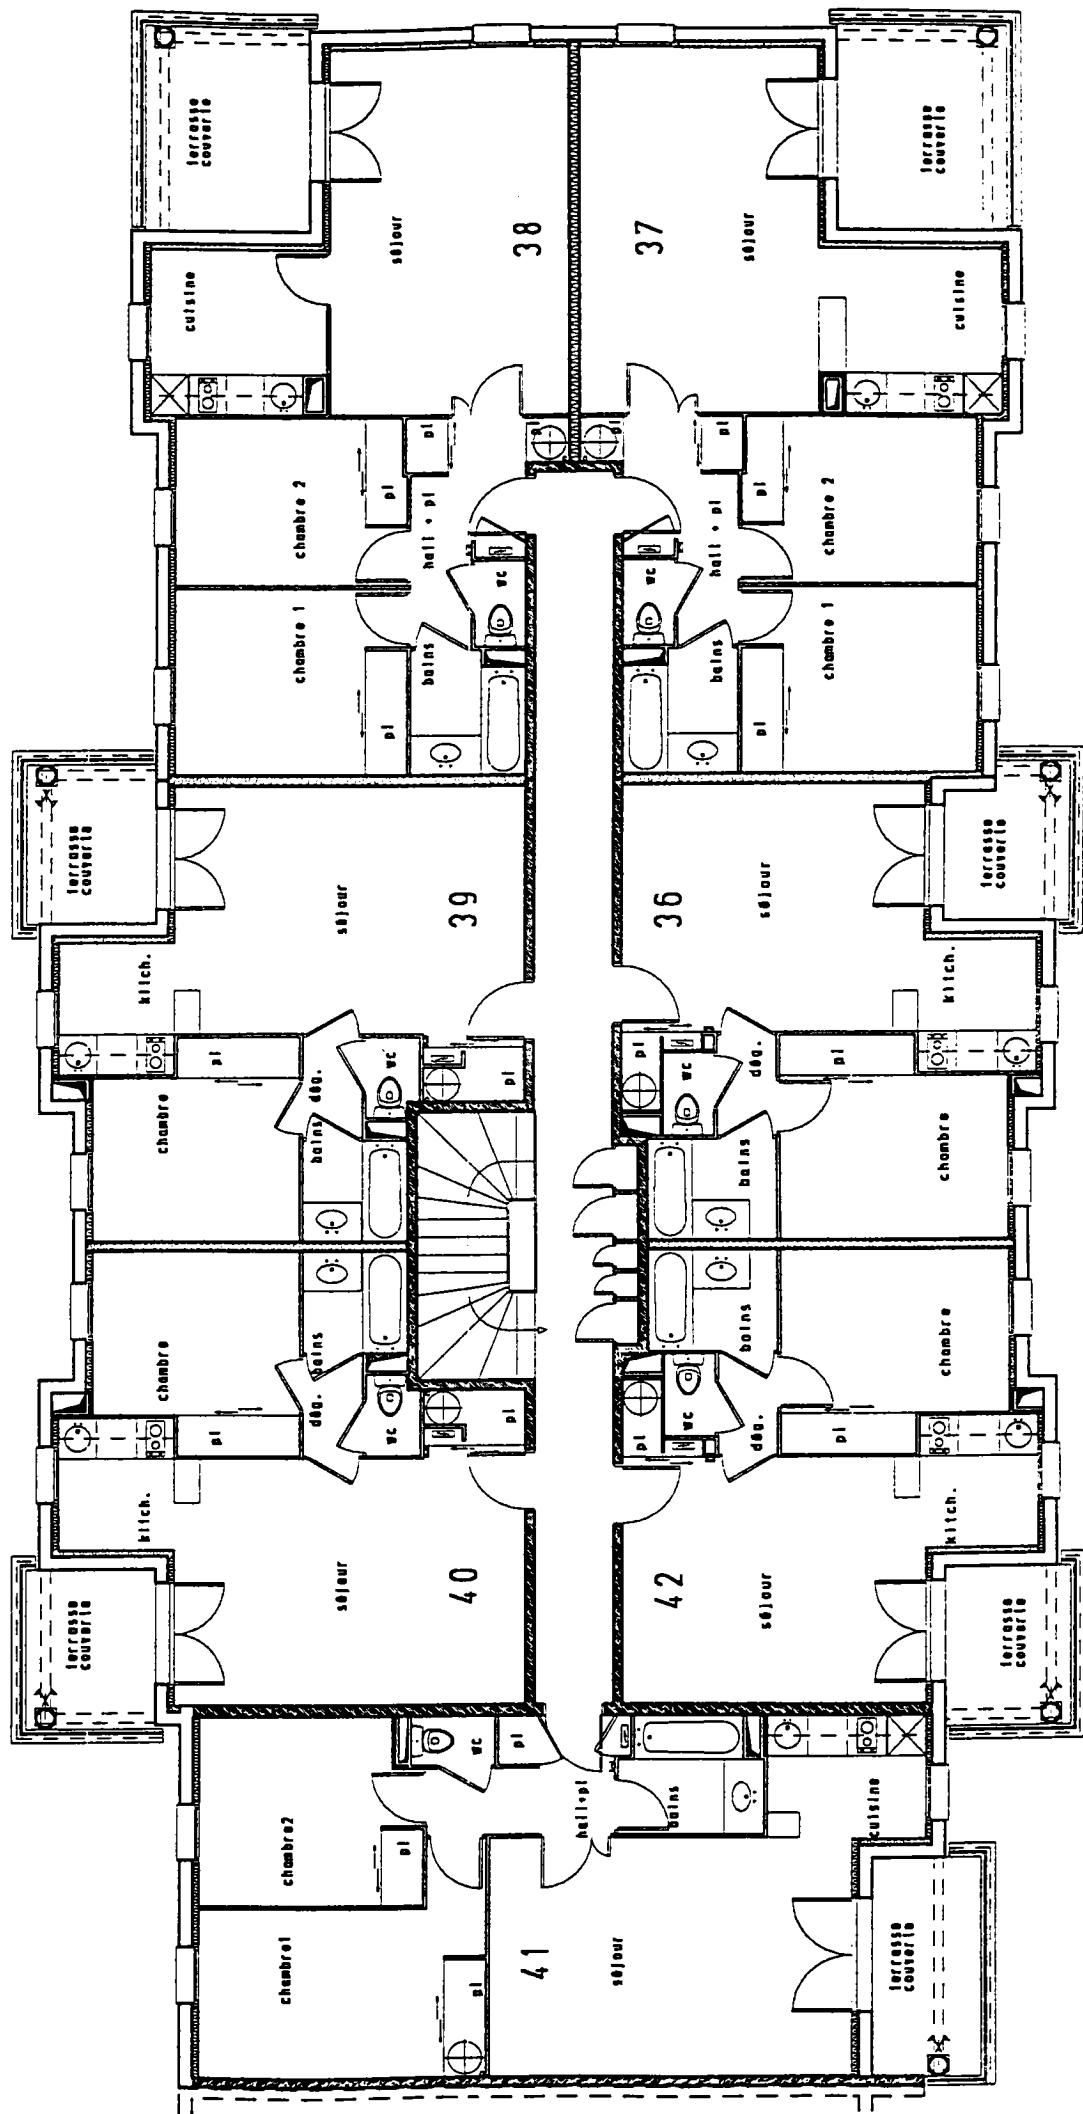 terrasse
couverte
cuisine
séjour
38
chambre 2
pl
pl
pl
hall + pl
wc
chambre 1
pl
bains
terrasse
couverte
séjour
37
cuisine
pl
pl
chambre 2
hall + pl
wc
bains
pl
chambre 1
terrasse
couverte
séjour
39
kitch.
pl
chambre
dég.
wc
pl
bains
terrasse
couverte
séjour
36
kitch.
pl
wc
dég.
pl
bains
chambre
chambre
bains
dég.
pl
wc
pl
kitch.
séjour
40
terrasse
couverte
chambre
bains
wc
dég.
pl
pl
kitch.
séjour
42
terrasse
couverte
wc
pl
hall+pl
chambre2
pl
chambre1
pl
bains
cuisine
41
séjour
terrasse
couverte